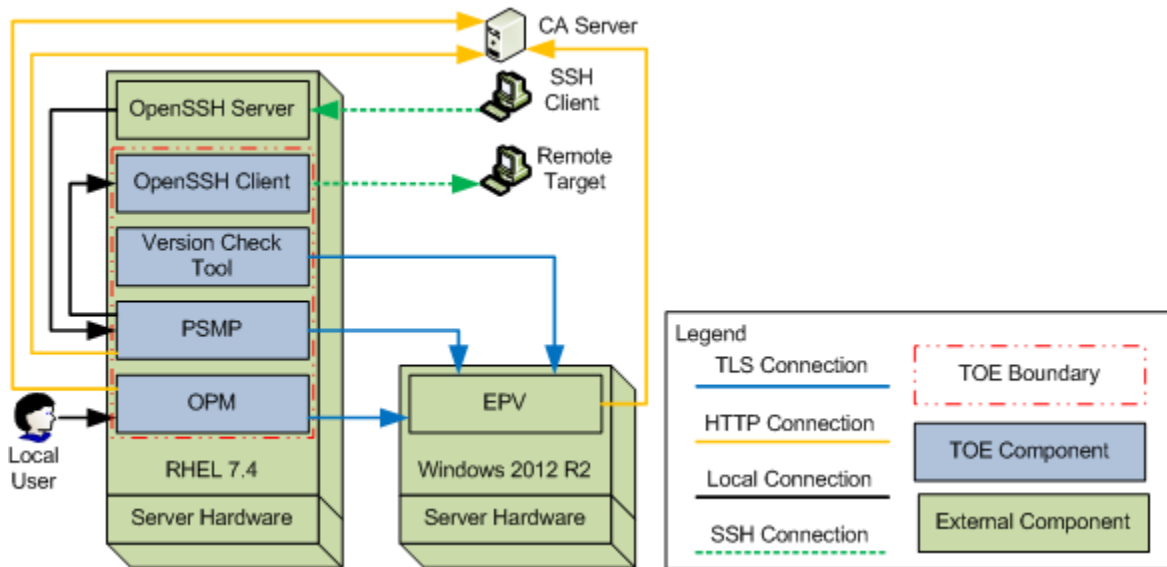 CA Server
SSH
Client
OpenSSH Server
Remote
Target
OpenSSH Client
Version Check
Tool
PSMP
OPM
EPV
Local
User
RHEL 7.4
Windows 2012 R2
Server Hardware
Server Hardware
Legend
TLS Connection
TOE Boundary
HTTP Connection
TOE Component
Local Connection
External Component
SSH Connection